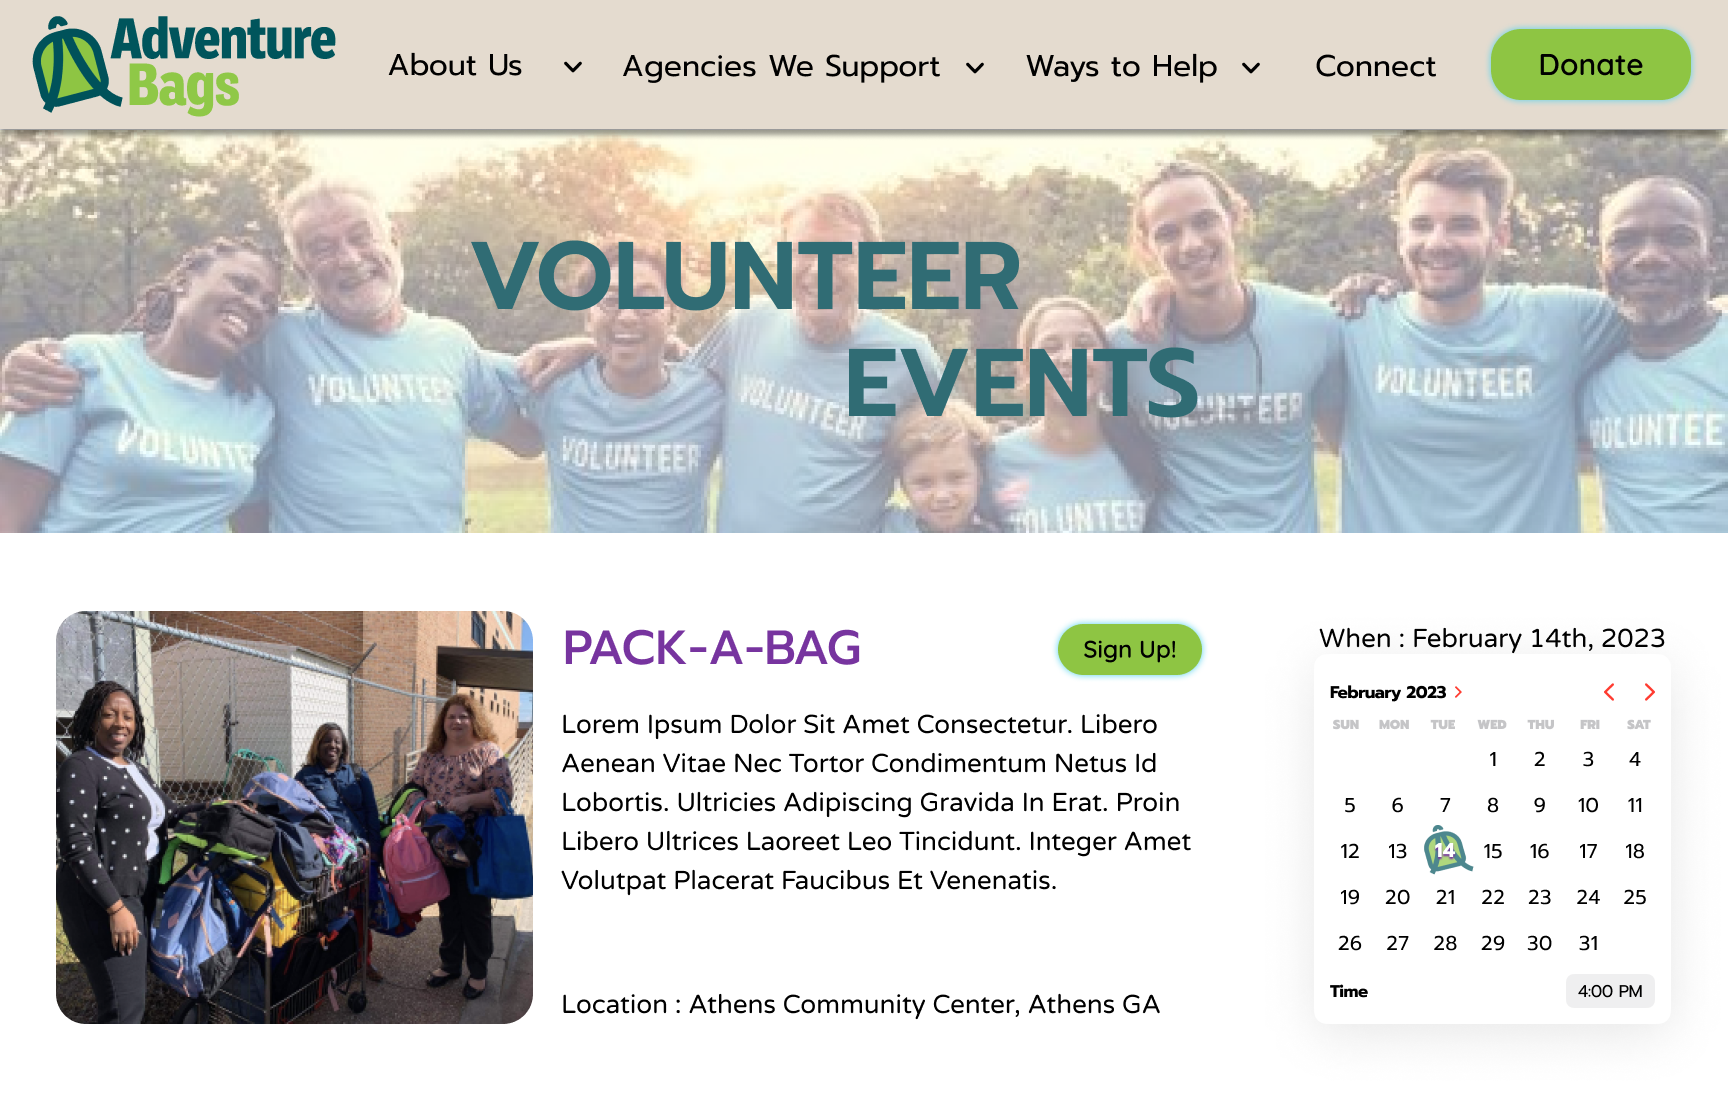 Adventure
Bags
About Us
Agencies We Support
Ways to Help
Connect
Donate
VOLUNTEER
EVENTS
VOLUNTEER
VOLUNTEER
VOLUNTEER
VOLUNTEER
VOLUNTEER
VOLUNTEER
VOLUNTEER
VOLUNTEER
PACK-A-BAG
Sign Up!
Lorem Ipsum Dolor Sit Amet Consectetur. Libero
Aenean Vitae Nec Tortor Condimentum Netus Id
Lobortis. Ultricies Adipiscing Gravida In Erat. Proin
Libero Ultrices Laoreet Leo Tincidunt. Integer Amet
Volutpat Placerat Faucibus Et Venenatis.
Location : Athens Community Center, Athens GA
When : February 14th, 2023
February 2023
SUN MON TUE WED THU FRI SAT
1 2 3 4
5 6 7 8 9 10 11
12 13 14 15 16 17 18
19 20 21 22 23 24 25
26 27 28 29 30 31
Time 4:00 PM